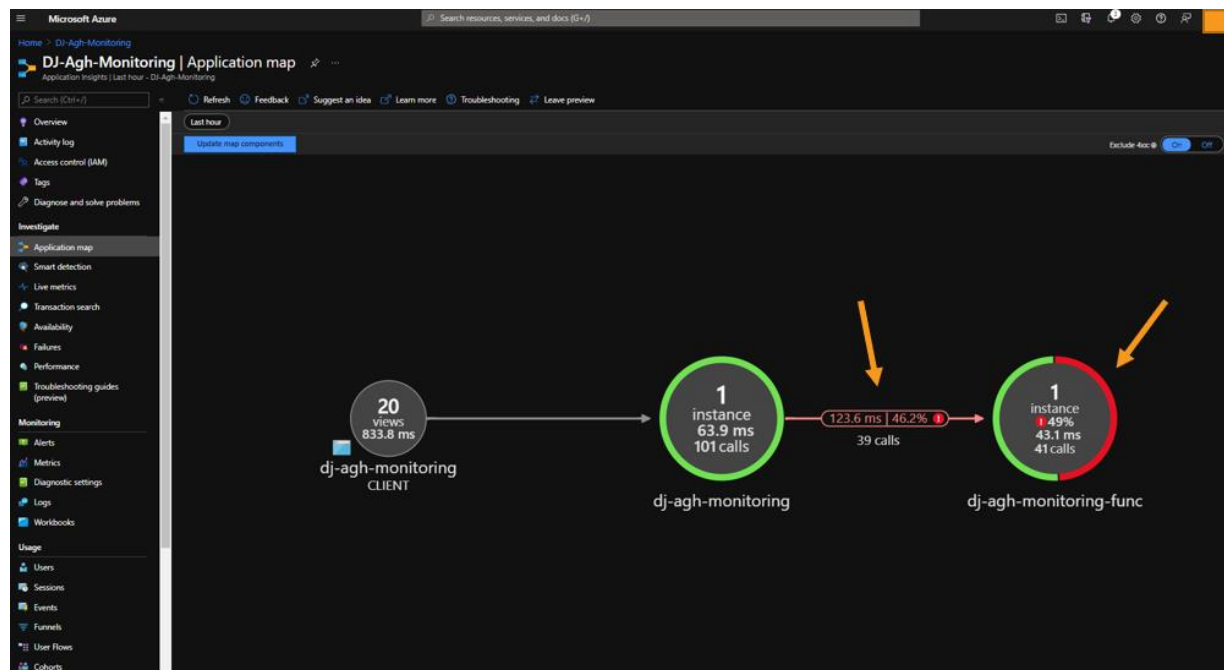 Microsoft Azure
Search resources, services, and docs (G+/)
Home > DJ-Agh-Monitoring
DJ-Agh-Monitoring | Application map
Application Insights | Last hour - DJ-Agh-Monitoring
Search (Ctrl+/)
Refresh Feedback Suggest an idea Learn more Troubleshooting Leave preview
Last hour
Update map components
Exclude 4xx On Off
Overview
Activity log
Access control (IAM)
Tags
Diagnose and solve problems
Investigate
Application map
Smart detection
Live metrics
Transaction search
Availability
Failures
Performance
Troubleshooting guides
(preview)
Monitoring
Alerts
Metrics
Diagnostic settings
Logs
Workbooks
Usage
Users
Sessions
Events
Funnels
User Flows
Cohorts
20
views
833.8 ms
dj-agh-monitoring
CLIENT
1
instance
63.9 ms
101 calls
dj-agh-monitoring
123.6 ms | 46.2%
39 calls
1
instance
49%
43.1 ms
41 calls
dj-agh-monitoring-func